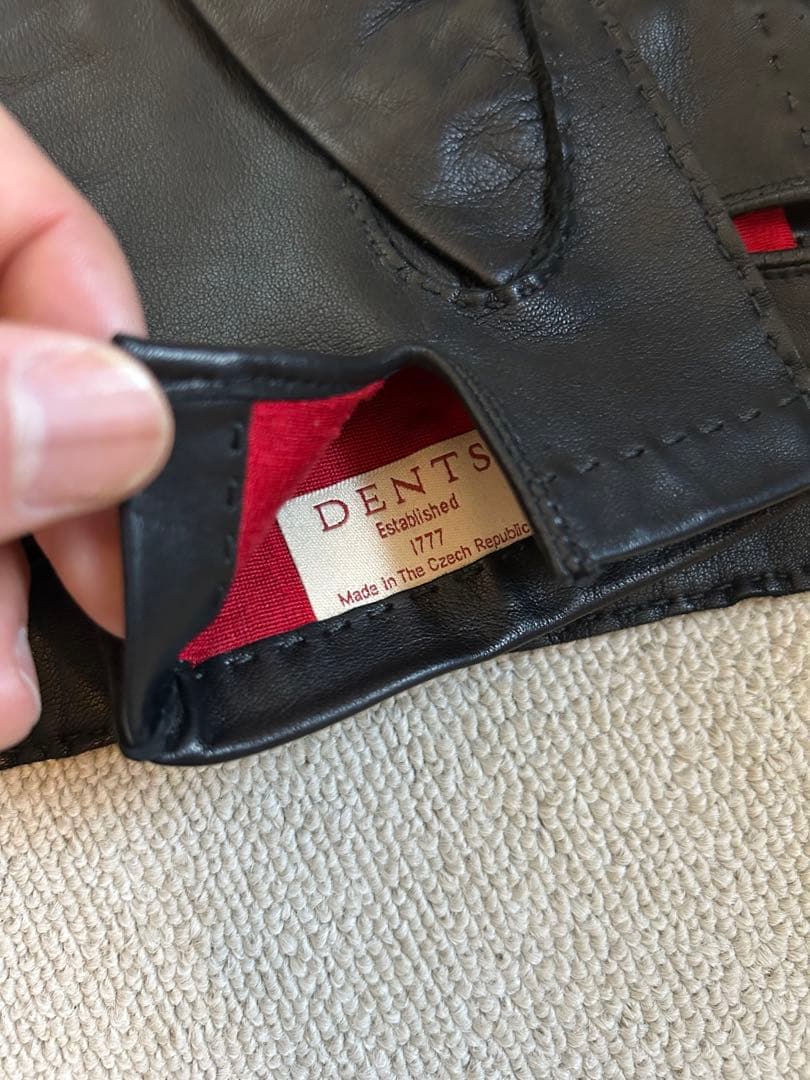 DENTS
Established
1777
Made in The Czech Republic